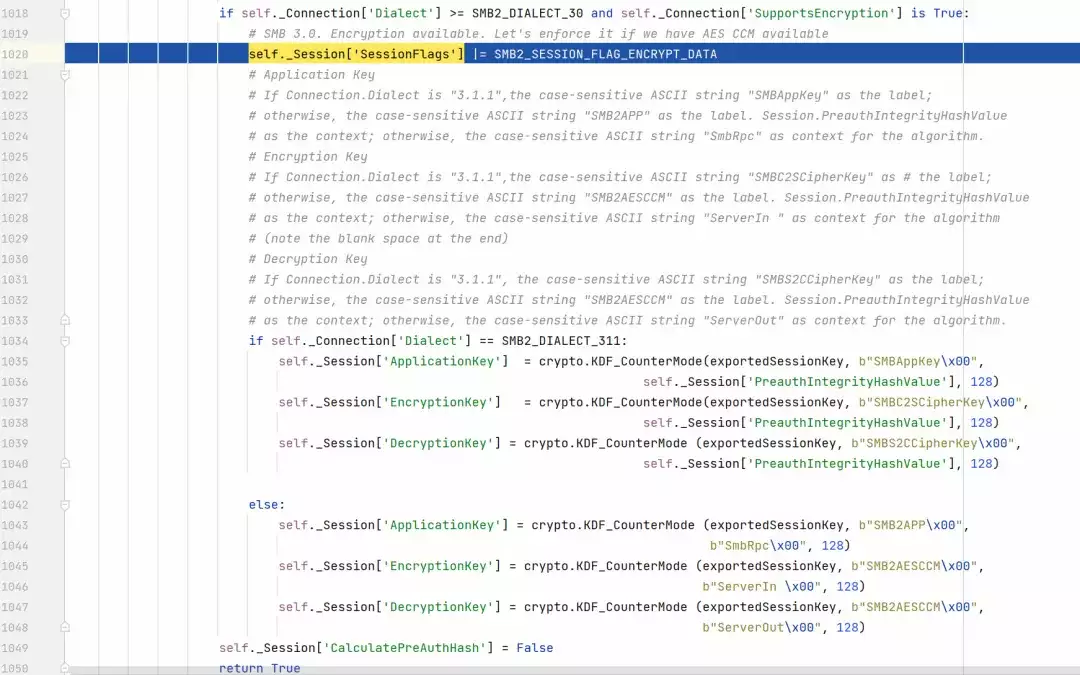 1018 if self._Connection['Dialect'] >= SMB2_DIALECT_30 and self._Connection['SupportsEncryption'] is True:
1019 # SMB 3.0. Encryption available. Let's enforce it if we have AES CCM available
1020 self._Session['SessionFlags'] |= SMB2_SESSION_FLAG_ENCRYPT_DATA
1021 # Application Key
1022 # If Connection.Dialect is "3.1.1",the case-sensitive ASCII string "SMBAppKey" as the label;
1023 # otherwise, the case-sensitive ASCII string "SMB2APP" as the label. Session.PreauthIntegrityHashValue
1024 # as the context; otherwise, the case-sensitive ASCII string "SmbRpc" as context for the algorithm.
1025 # Encryption Key
1026 # If Connection.Dialect is "3.1.1",the case-sensitive ASCII string "SMBC2SCipherKey" as # the label;
1027 # otherwise, the case-sensitive ASCII string "SMB2AESCCM" as the label. Session.PreauthIntegrityHashValue
1028 # as the context; otherwise, the case-sensitive ASCII string "ServerIn " as context for the algorithm
1029 # (note the blank space at the end)
1030 # Decryption Key
1031 # If Connection.Dialect is "3.1.1", the case-sensitive ASCII string "SMBS2CCipherKey" as the label;
1032 # otherwise, the case-sensitive ASCII string "SMB2AESCCM" as the label. Session.PreauthIntegrityHashValue
1033 # as the context; otherwise, the case-sensitive ASCII string "ServerOut" as context for the algorithm.
1034 if self._Connection['Dialect'] == SMB2_DIALECT_311:
1035 self._Session['ApplicationKey']  = crypto.KDF_CounterMode(exportedSessionKey, b"SMBAppKey\x00",
1036 self._Session['PreauthIntegrityHashValue'], 128)
1037 self._Session['EncryptionKey']   = crypto.KDF_CounterMode(exportedSessionKey, b"SMBC2SCipherKey\x00",
1038 self._Session['PreauthIntegrityHashValue'], 128)
1039 self._Session['DecryptionKey'] = crypto.KDF_CounterMode (exportedSessionKey, b"SMBS2CCipherKey\x00",
1040 self._Session['PreauthIntegrityHashValue'], 128)
1041
1042 else:
1043 self._Session['ApplicationKey'] = crypto.KDF_CounterMode (exportedSessionKey, b"SMB2APP\x00",
1044 b"SmbRpc\x00", 128)
1045 self._Session['EncryptionKey'] = crypto.KDF_CounterMode (exportedSessionKey, b"SMB2AESCCM\x00",
1046 b"ServerIn \x00", 128)
1047 self._Session['DecryptionKey'] = crypto.KDF_CounterMode (exportedSessionKey, b"SMB2AESCCM\x00",
1048 b"ServerOut\x00", 128)
1049 self._Session['CalculatePreAuthHash'] = False
1050 return True